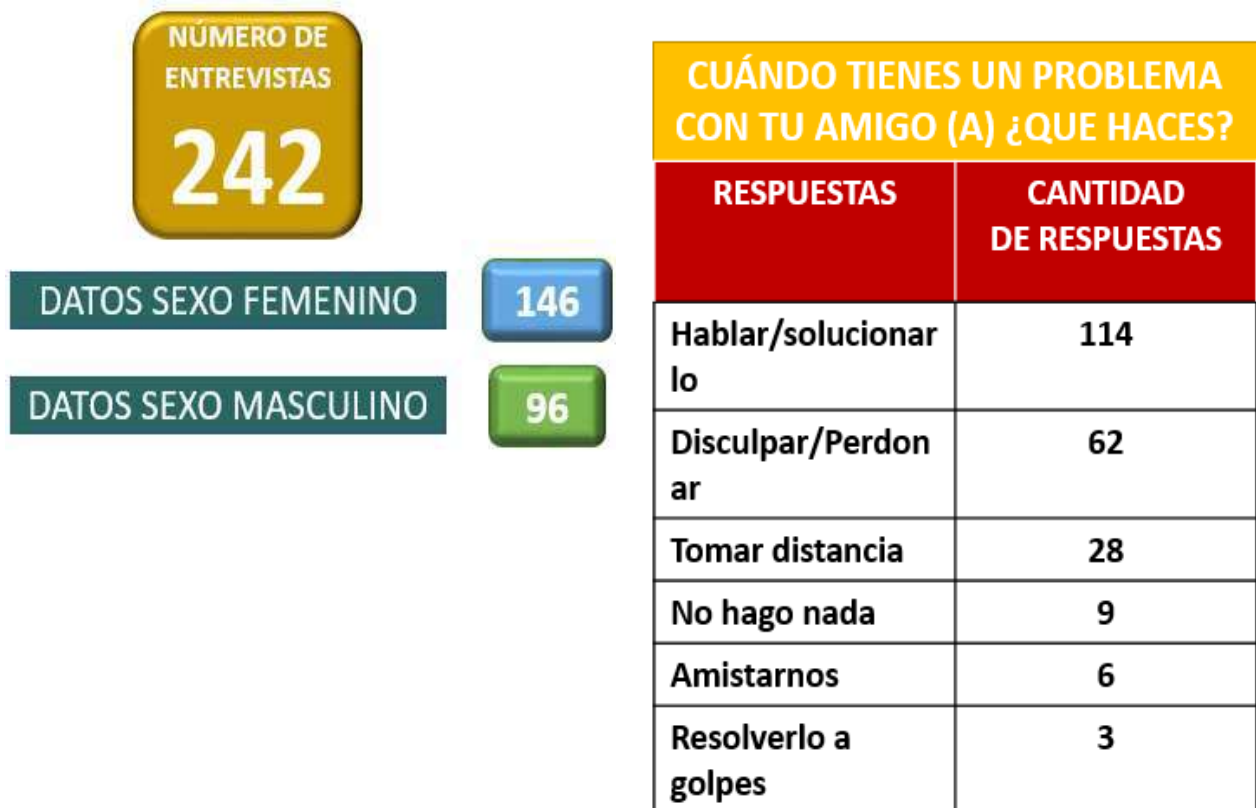 NÚMERO DE
ENTREVISTAS
242
DATOS SEXO FEMENINO
146
DATOS SEXO MASCULINO
96
CUÁNDO TIENES UN PROBLEMA
CON TU AMIGO (A) ¿QUE HACES?
RESPUESTAS
CANTIDAD
DE RESPUESTAS
Hablar/solucionar
lo
114
Disculpar/Perdon
ar
62
Tomar distancia
28
No hago nada
9
Amistarnos
6
Resolverlo a
golpes
3